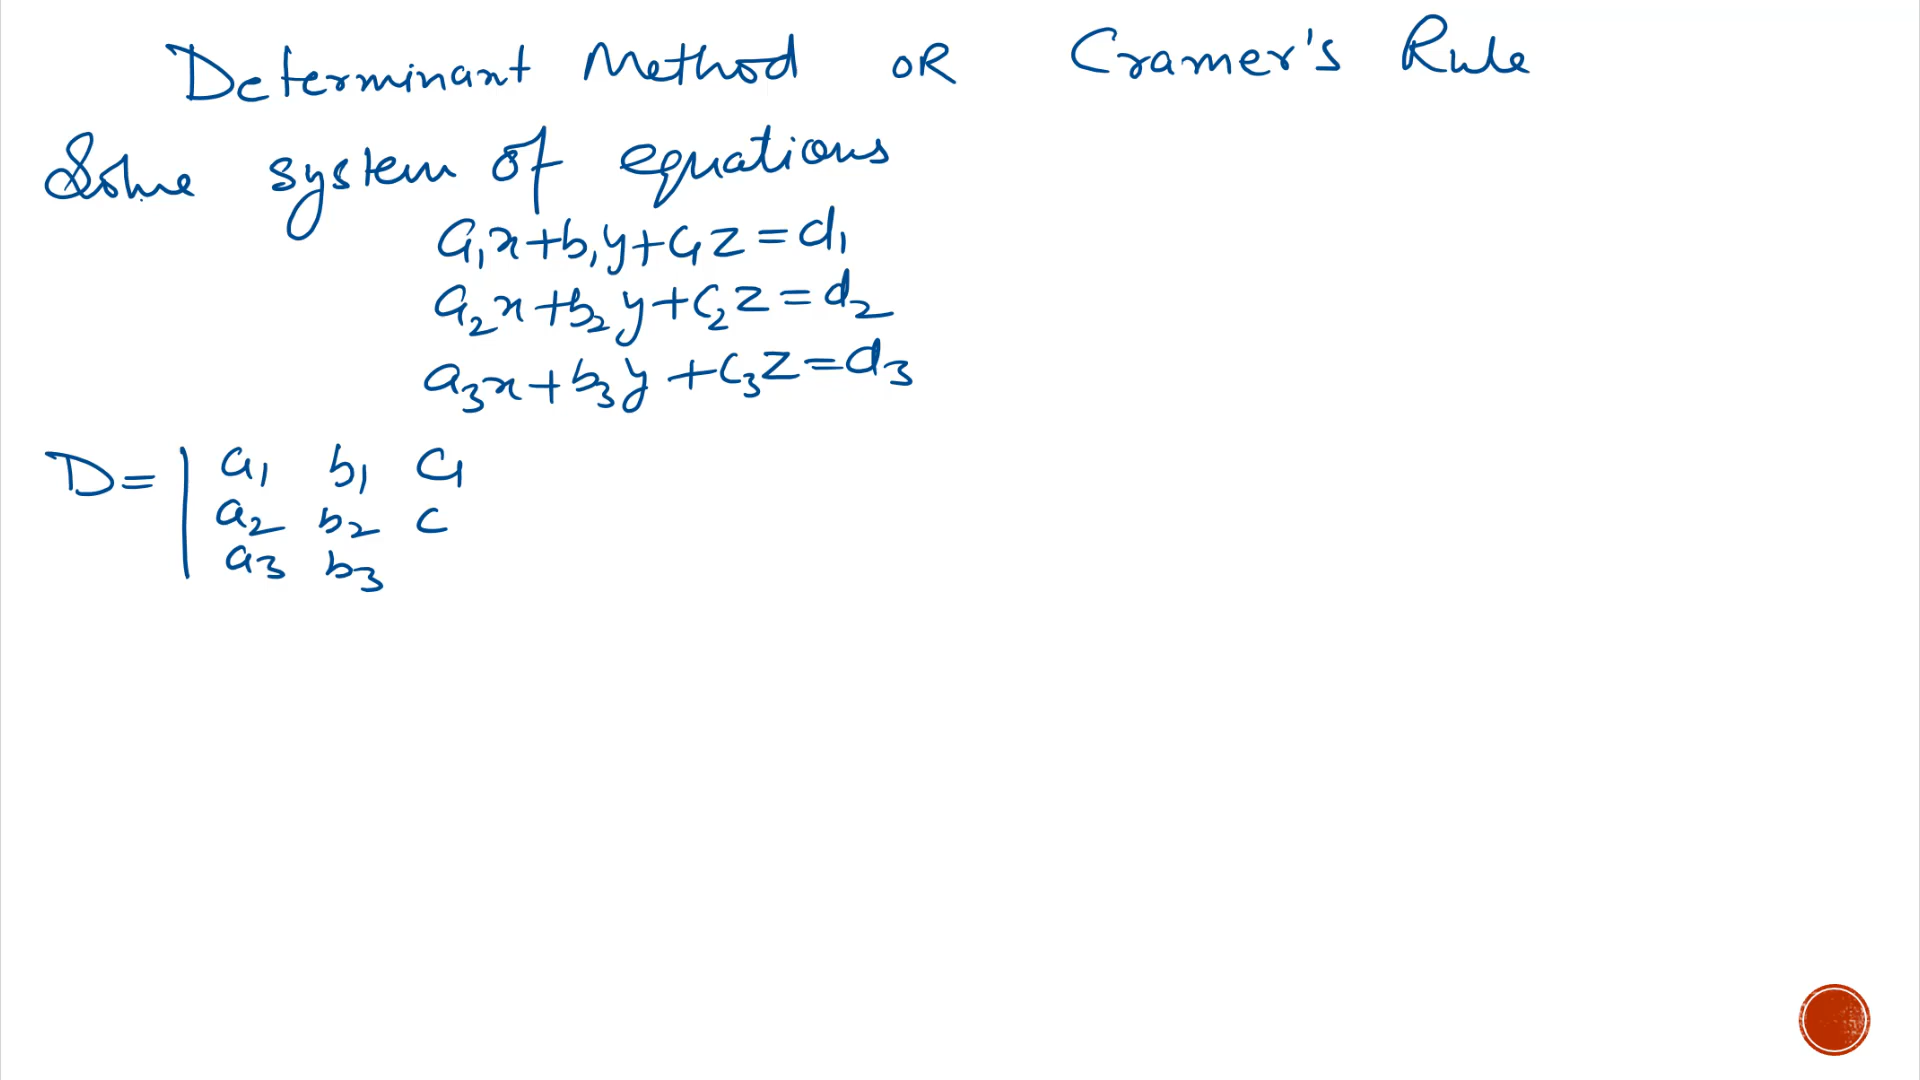 Determinant Method OR Cramer's Rule
Solve system of equations
a₁x+b₁y+c₁z=d₁
a₂x+b₂y+c₂z=d₂
a₃x+b₃y+c₃z=d₃
D= | a₁ b₁ c₁
a₂ b₂ c
a₃ b₃